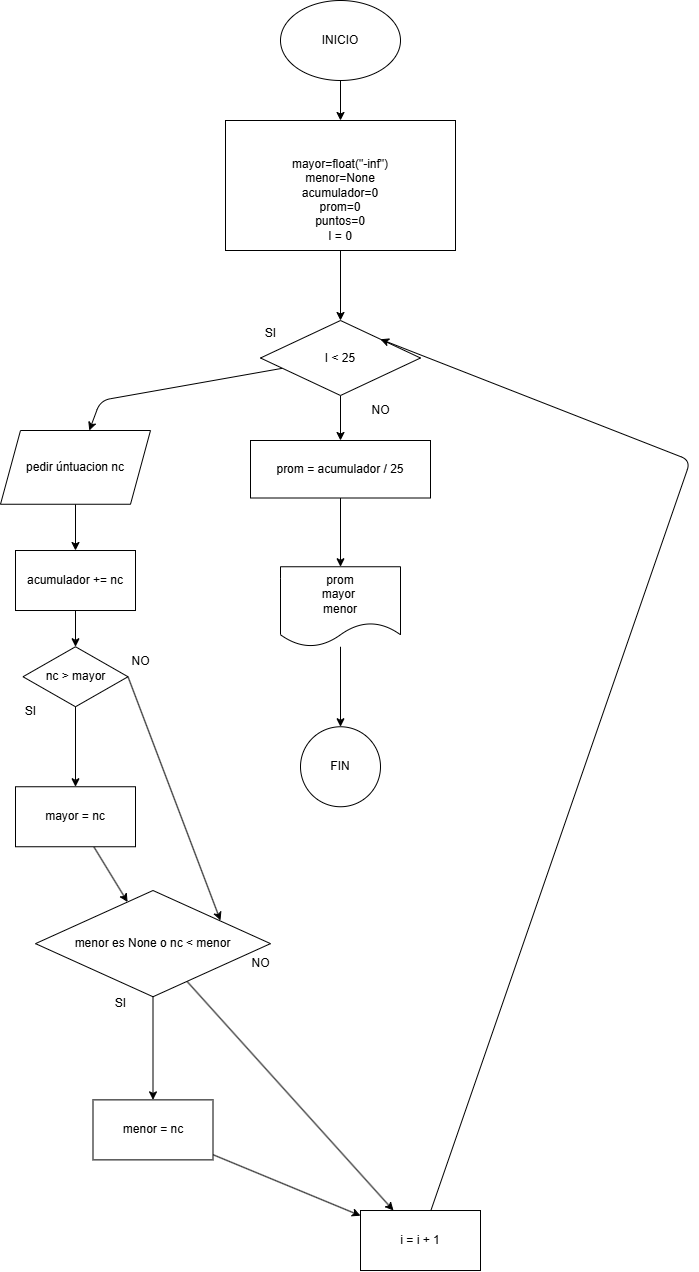 INICIO
mayor=float("-inf")
menor=None
acumulador=0
prom=0
puntos=0
I = 0
SI
I < 25
NO
pedir úntuacion nc
prom = acumulador / 25
acumulador += nc
prom
mayor
menor
NO
nc > mayor
SI
FIN
mayor = nc
menor es None o nc < menor
NO
SI
menor = nc
i = i + 1